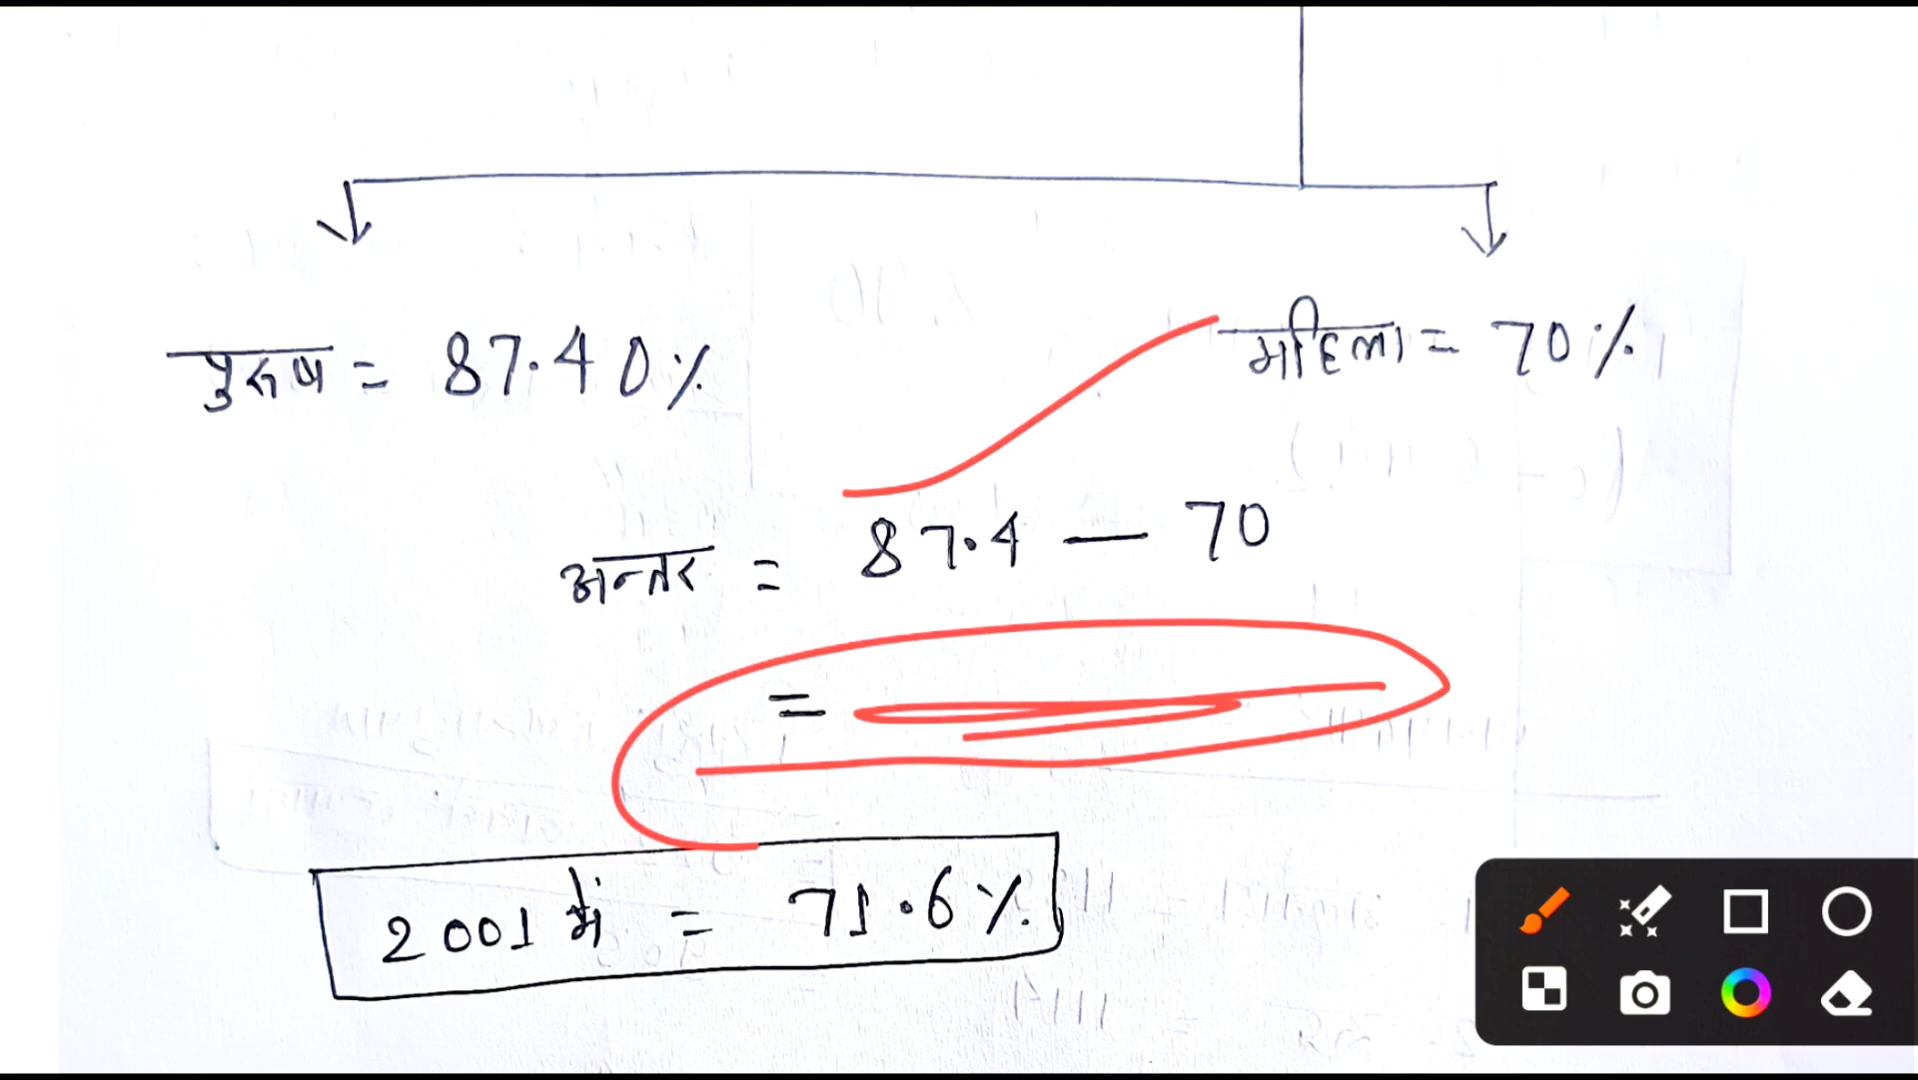 पुरुष = 87.40% महिला = 70%
अन्तर = 87.4 — 70
=
2001 में = 71.6%